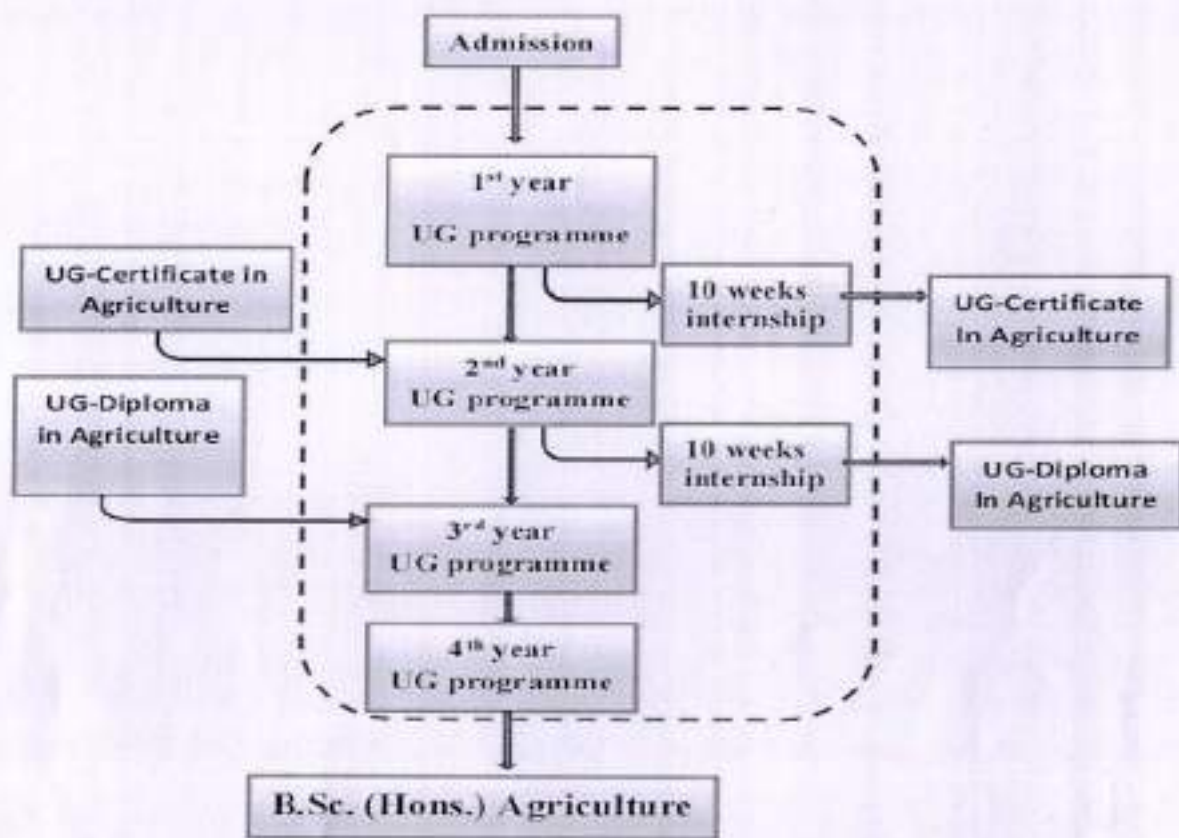 Admission
1st year
UG programme
UG-Certificate in
Agriculture
10 weeks
internship
UG-Certificate
In Agriculture
2nd year
UG programme
UG-Diploma
in Agriculture
10 weeks
internship
UG-Diploma
In Agriculture
3rd year
UG programme
4th year
UG programme
B.Sc. (Hons.) Agriculture